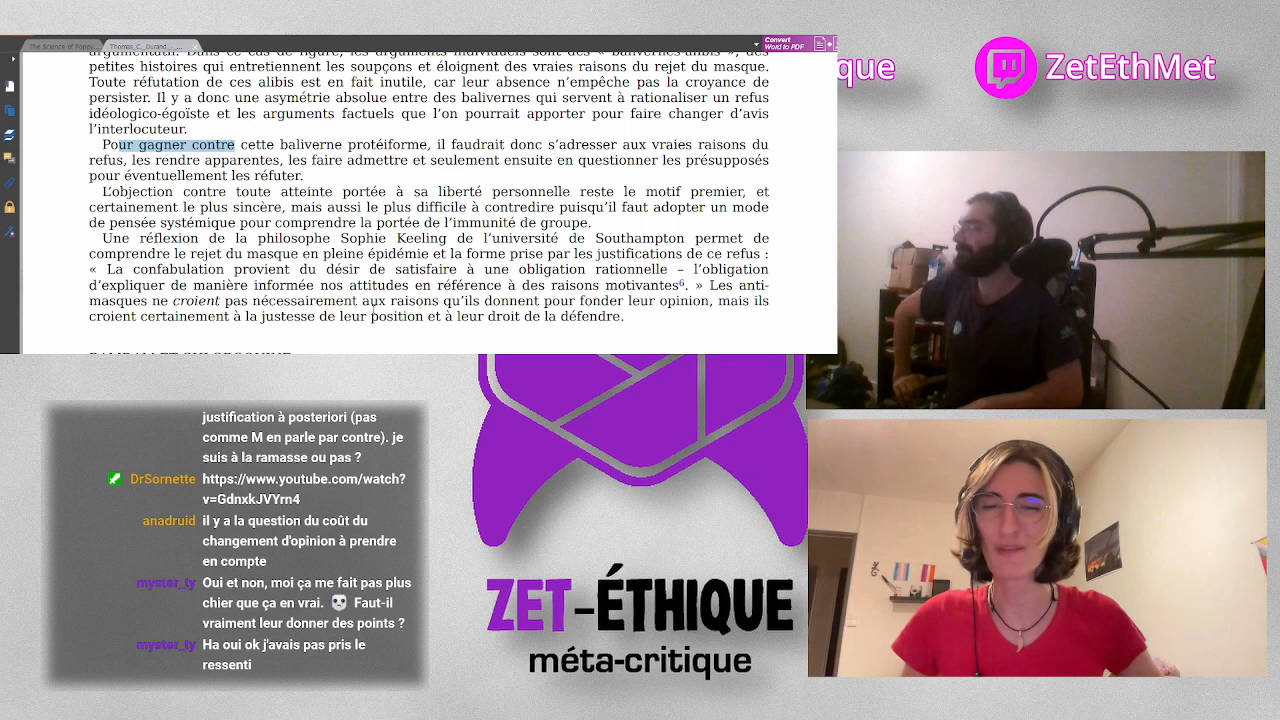 The Science of Poppy...
Thomas_C._Durand_...
Convert
Word to PDF
petites histoires qui entretiennent les soupçons et éloignent des vraies raisons du rejet du masque.
Toute réfutation de ces alibis est en fait inutile, car leur absence n’empêche pas la croyance de
persister. Il y a donc une asymétrie absolue entre des balivernes qui servent à rationaliser un refus
idéologico-égoïste et les arguments factuels que l’on pourrait apporter pour faire changer d’avis
l’interlocuteur.
Pour gagner contre cette baliverne protéiforme, il faudrait donc s’adresser aux vraies raisons du
refus, les rendre apparentes, les faire admettre et seulement ensuite en questionner les présupposés
pour éventuellement les réfuter.
L’objection contre toute atteinte portée à sa liberté personnelle reste le motif premier, et
certainement le plus sincère, mais aussi le plus difficile à contredire puisqu’il faut adopter un mode
de pensée systémique pour comprendre la portée de l’immunité de groupe.
Une réflexion de la philosophe Sophie Keeling de l’université de Southampton permet de
comprendre le rejet du masque en pleine épidémie et la forme prise par les justifications de ce refus :
« La confabulation provient du désir de satisfaire à une obligation rationnelle – l’obligation
d’expliquer de manière informée nos attitudes en référence à des raisons motivantes6. » Les anti-
masques ne croient pas nécessairement aux raisons qu’ils donnent pour fonder leur opinion, mais ils
croient certainement à la justesse de leur position et à leur droit de la défendre.
que
ZetEthMet
justification à posteriori (pas
comme M en parle par contre). je
suis à la ramasse ou pas ?
DrSornette https://www.youtube.com/watch?
v=GdnxkJVYrn4
anadruid il y a la question du coût du
changement d'opinion à prendre
en compte
myster_ty Oui et non, moi ça me fait pas plus
chier que ça en vrai. Faut-il
vraiment leur donner des points ?
myster_ty Ha oui ok j'avais pas pris le
ressenti
ZET-ÉTHIQUE
méta-critique